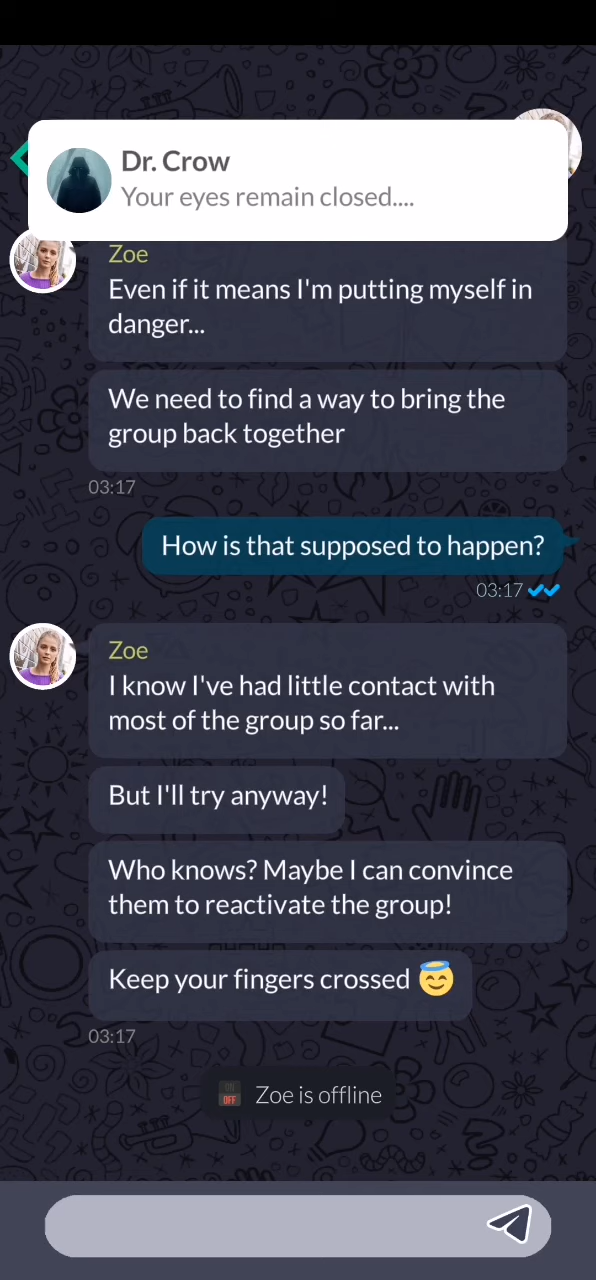 Dr. Crow
Your eyes remain closed....
Zoe
Even if it means I'm putting myself in
danger...
We need to find a way to bring the
group back together
03:17
How is that supposed to happen?
03:17
Zoe
I know I've had little contact with
most of the group so far...
But I'll try anyway!
Who knows? Maybe I can convince
them to reactivate the group!
Keep your fingers crossed 😇
03:17
ON
OFF
Zoe is offline